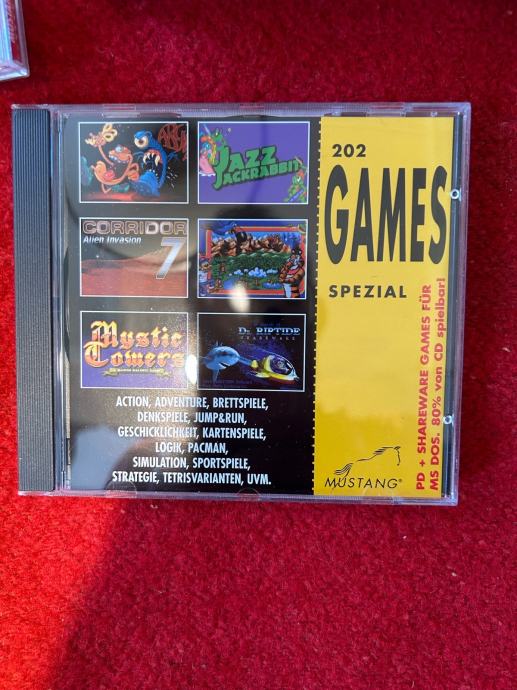 JAZZ
JACKRABBIT
CORRIDOR
Alien Invasion 7
Mystic
Towers
Dr. RIPTIDE
SHAREWARE
ACTION, ADVENTURE, BRETTSPIELE,
DENKSPIELE, JUMP&RUN,
GESCHICKLICHKEIT, KARTENSPIELE,
LOGIK, PACMAN,
SIMULATION, SPORTSPIELE,
STRATEGIE, TETRISVARIANTEN, UVM.
202
GAMES
SPEZIAL
PD + SHAREWARE GAMES FÜR
MS DOS. 80% von CD spielbar!
MUSTANG®